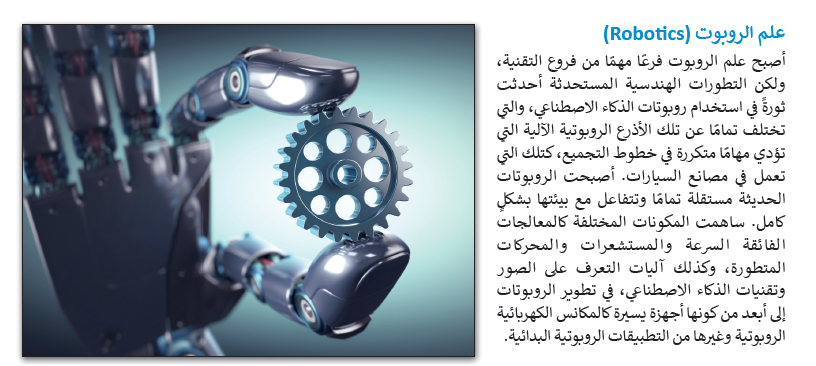 علم الروبوت (Robotics)
أصبح علم الروبوت فرعًا مهمًا من فروع التقنية،
ولكن التطورات الهندسية المستحدثة أحدثت
ثورةً في استخدام روبوتات الذكاء الاصطناعي، والتي
تختلف تمامًا عن تلك الأذرع الروبوتية الآلية التي
تؤدي مهامًا متكررة في خطوط التجميع، كتلك التي
تعمل في مصانع السيارات. أصبحت الروبوتات
الحديثة مستقلة تمامًا وتتفاعل مع بيئتها بشكلٍ
كامل. ساهمت المكونات المختلفة كالمعالجات
الفائقة السرعة والمستشعرات والمحركات
المتطورة، وكذلك آليات التعرف على الصور
وتقنيات الذكاء الاصطناعي، في تطوير الروبوتات
إلى أبعد من كونها أجهزة يسيرة كالمكانس الكهربائية
الروبوتية وغيرها من التطبيقات الروبوتية البدائية.